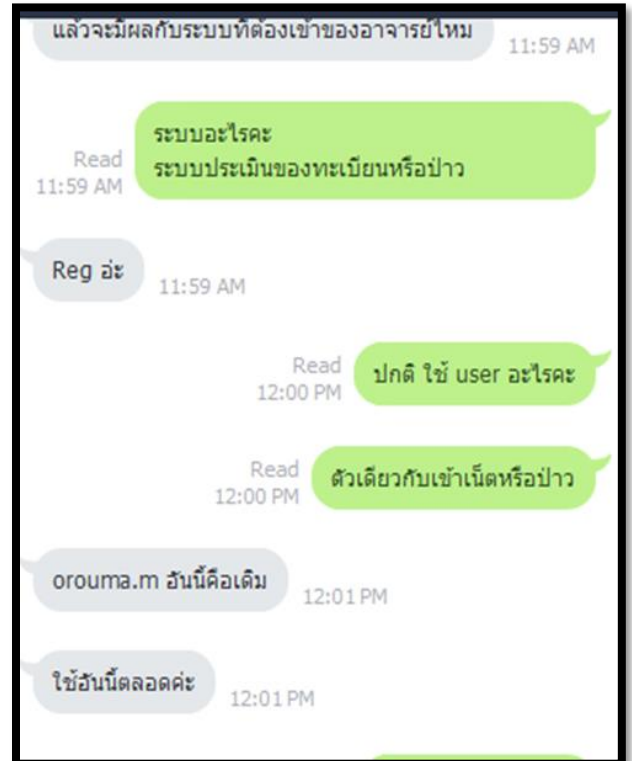 แล้วจะมีผลกับระบบที่ต้องเข้าของอาจารย์ไหม
11:59 AM
ระบบอะไรคะ
ระบบประเมินของทะเบียนหรือป่าว
Read
11:59 AM
Reg อ่ะ
11:59 AM
ปกติ ใช้ user อะไรคะ
Read
12:00 PM
ตัวเดียวกับเข้าเน็ตหรือป่าว
Read
12:00 PM
orouma.m อันนี้คือเดิม
12:01 PM
ใช้อันนี้ตลอดค่ะ
12:01 PM